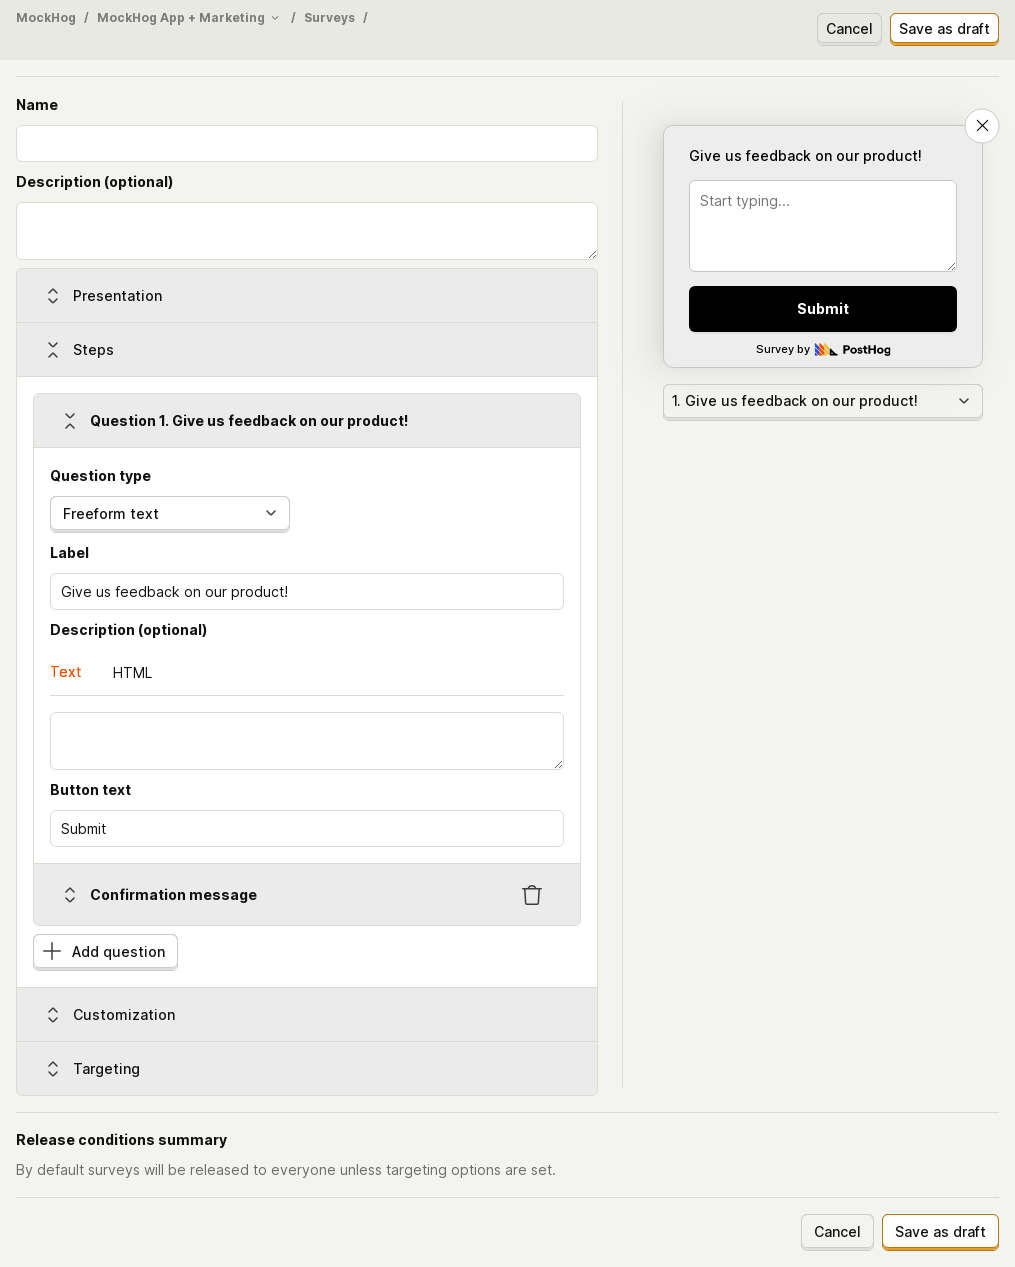 MockHog / MockHog App + Marketing / Surveys /
Cancel
Save as draft
Name
Description (optional)
Presentation
Steps
Question 1. Give us feedback on our product!
Question type
Freeform text
Label
Give us feedback on our product!
Description (optional)
Text HTML
Button text
Submit
Confirmation message
Add question
Customization
Targeting
Give us feedback on our product!
Start typing...
Submit
Survey by PostHog
1. Give us feedback on our product!
Release conditions summary
By default surveys will be released to everyone unless targeting options are set.
Cancel
Save as draft